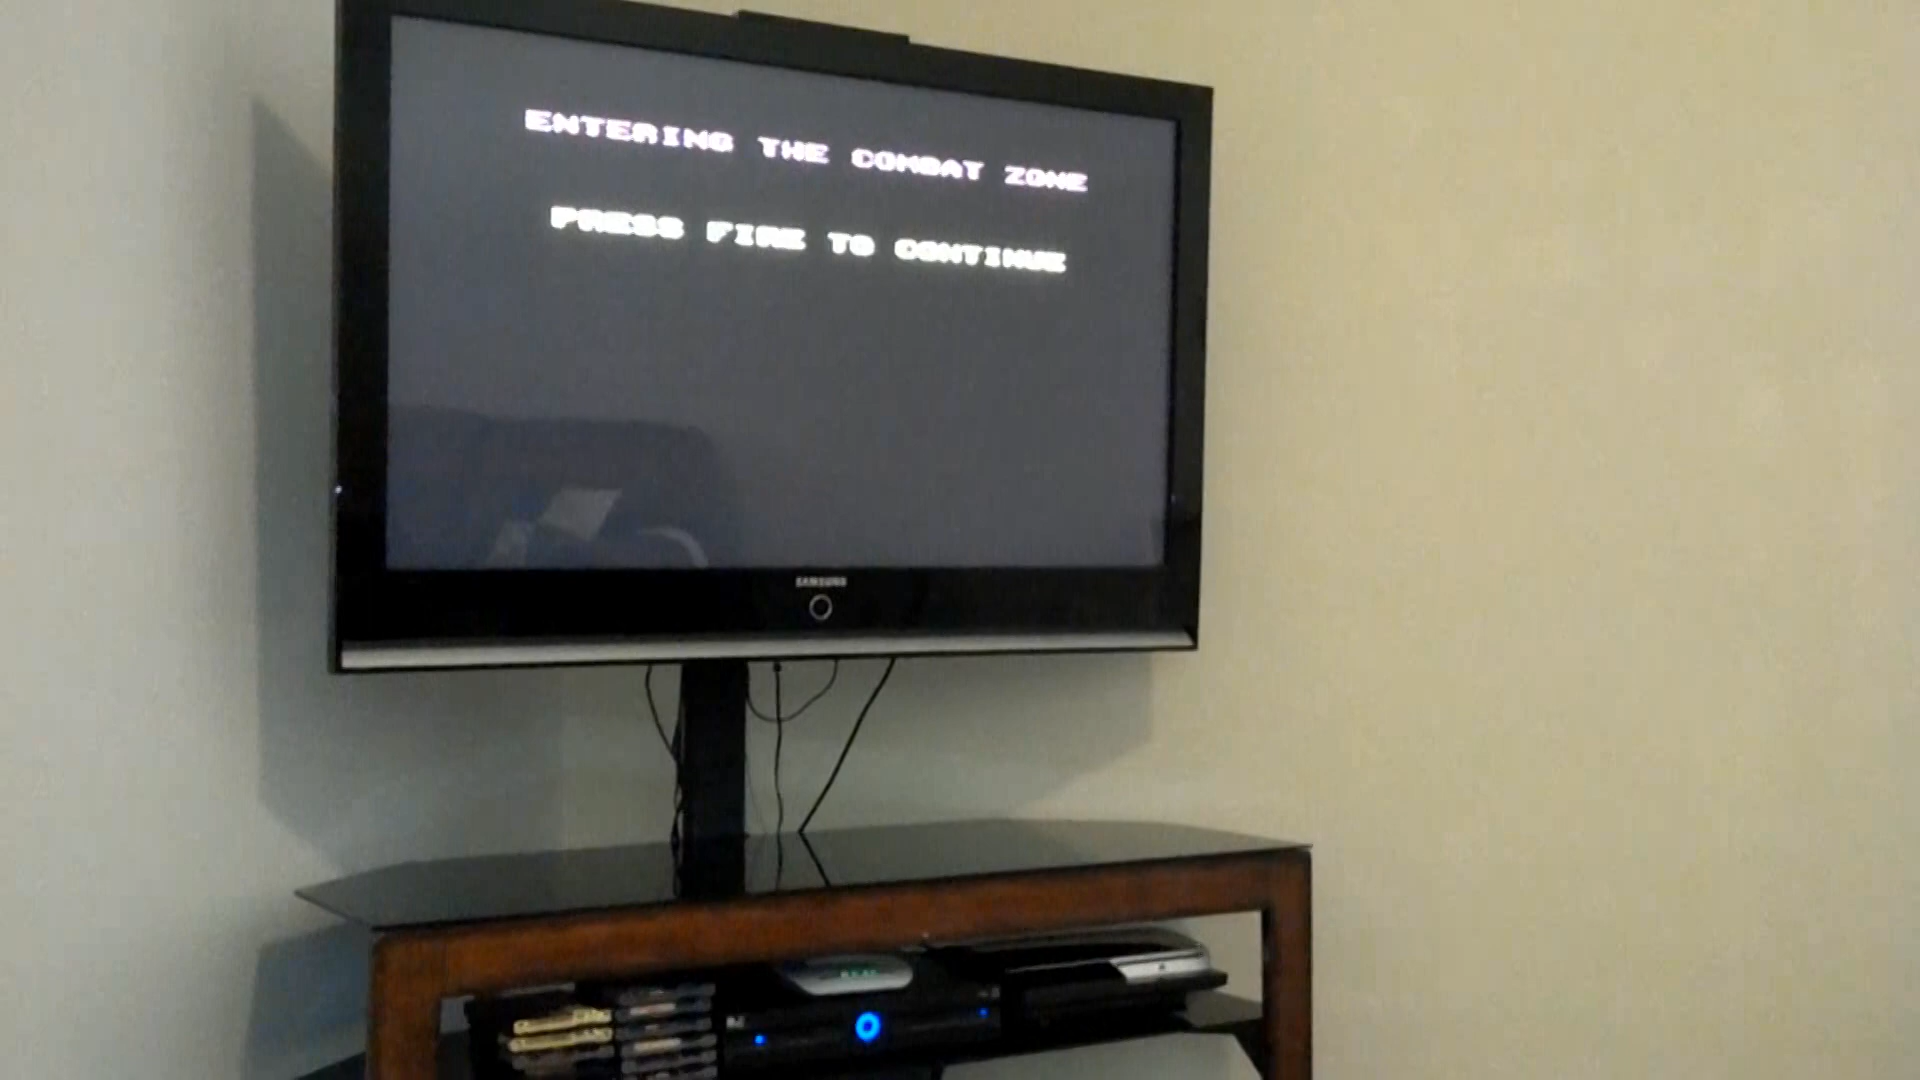 ENTERING THE COMBAT ZONE
PRESS FIRE TO CONTINUE
SAMSUNG